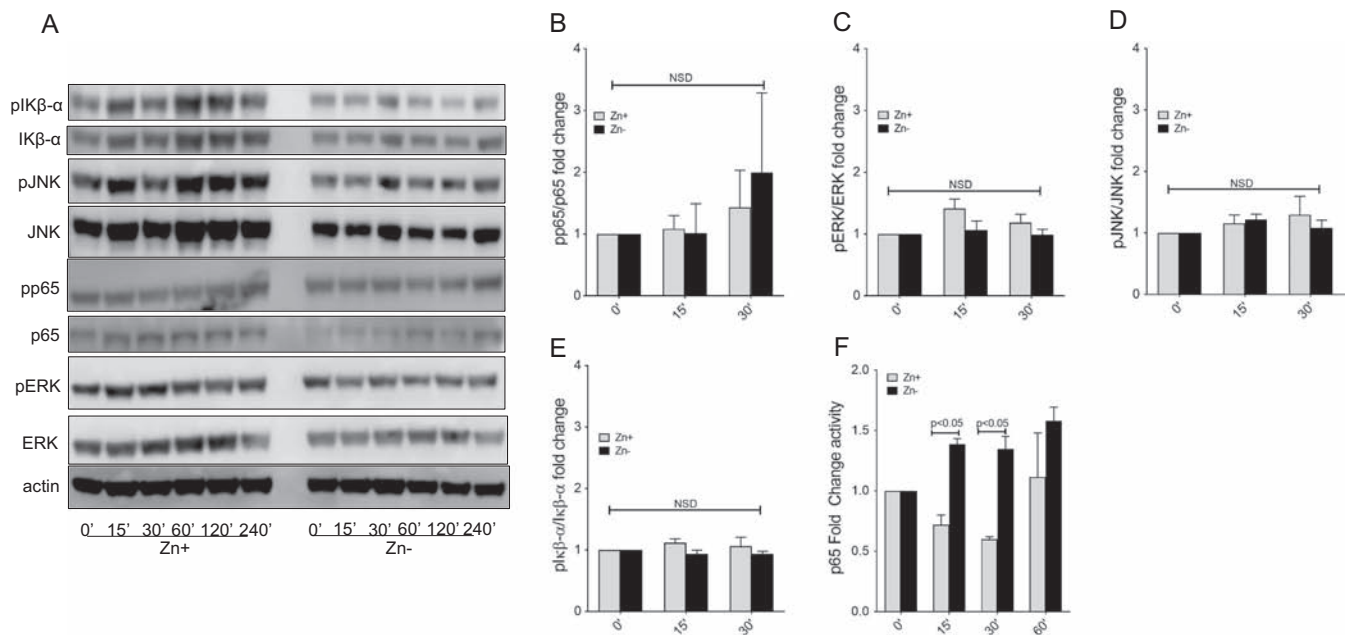 A
pIKβ-α
IKβ-α
pJNK
JNK
pp65
p65
pERK
ERK
actin
0' 15' 30' 60' 120' 240' 0' 15' 30' 60' 120' 240'
Zn+ Zn-
B
pp65/p65 fold change
4
3
2
1
0
NSD
Zn+
Zn-
0' 15' 30'
C
pERK/ERK fold change
4
3
2
1
0
Zn+
Zn-
NSD
0' 15' 30'
D
pJNK/JNK fold change
4
3
2
1
0
Zn+
Zn-
NSD
0' 15' 30'
E
pIκβ-α/Iκβ-α fold change
4
3
2
1
0
Zn+
Zn-
NSD
0' 15' 30'
F
p65 Fold Change activity
2.0
1.5
1.0
0.5
0.0
Zn+
Zn-
p<0.05 p<0.05
0' 15' 30' 60'